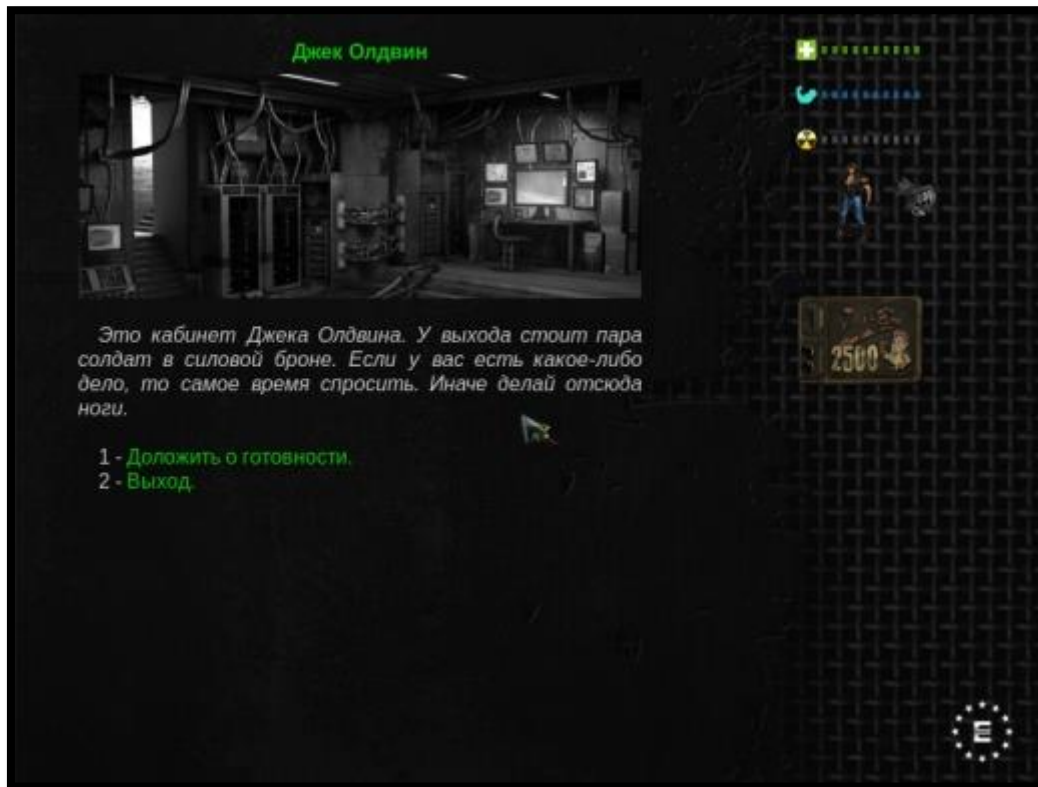 Джек Олдвин
Это кабинет Джека Олдвина. У выхода стоит пара
солдат в силовой броне. Если у вас есть какое-либо
дело, то самое время спросить. Иначе делай отсюда
ноги.
1 - Доложить о готовности.
2 - Выход.
2500
E